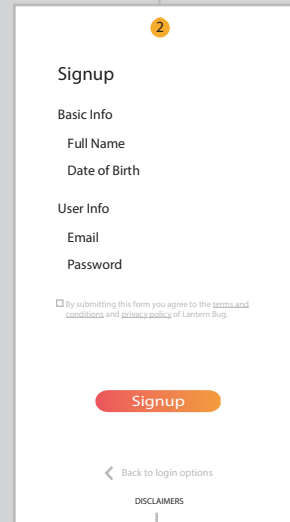 2
Signup
Basic Info
Full Name
Date of Birth
User Info
Email
Password
By submitting this form you agree to the terms and
conditions and privacy policy of Lantern Bug.
Signup
Back to login options
DISCLAIMERS